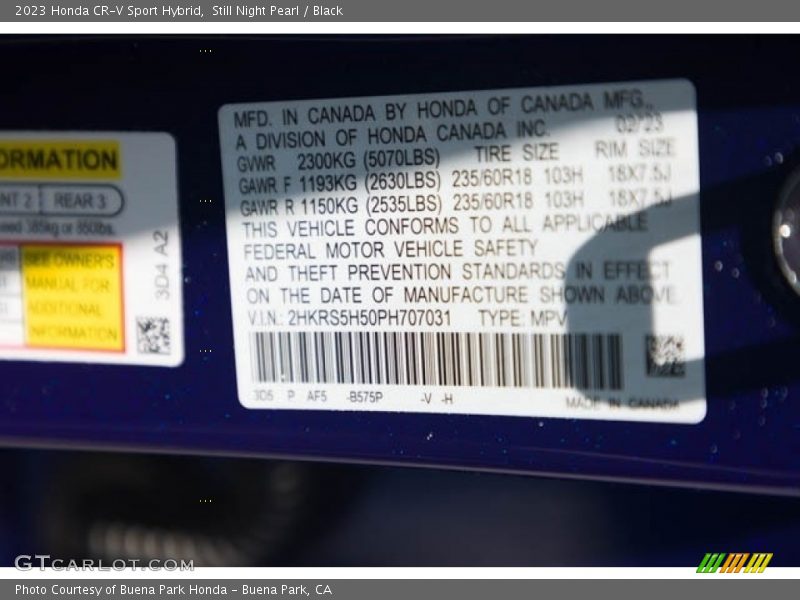 2023 Honda CR-V Sport Hybrid,  Still Night Pearl / Black
ORMATION
NT 2 REAR 3
385kg or 850lbs.
SEE OWNER'S
MANUAL FOR
ADDITIONAL
INFORMATION
3D4 A2
MFD. IN CANADA BY HONDA OF CANADA MFG.,
A DIVISION OF HONDA CANADA INC. 02/23
GVWR 2300KG (5070LBS) TIRE SIZE RIM SIZE
GAWR F 1193KG (2630LBS) 235/60R18 103H 18X7.5J
GAWR R 1150KG (2535LBS) 235/60R18 103H 18X7.5J
THIS VEHICLE CONFORMS TO ALL APPLICABLE
FEDERAL MOTOR VEHICLE SAFETY
AND THEFT PREVENTION STANDARDS IN EFFECT
ON THE DATE OF MANUFACTURE SHOWN ABOVE.
V.I.N.: 2HKRS5H50PH707031 TYPE: MPV
3D5 P AF5 -B575P -V -H
MADE IN CANADA
GTCARLOT.COM
Photo Courtesy of Buena Park Honda - Buena Park, CA